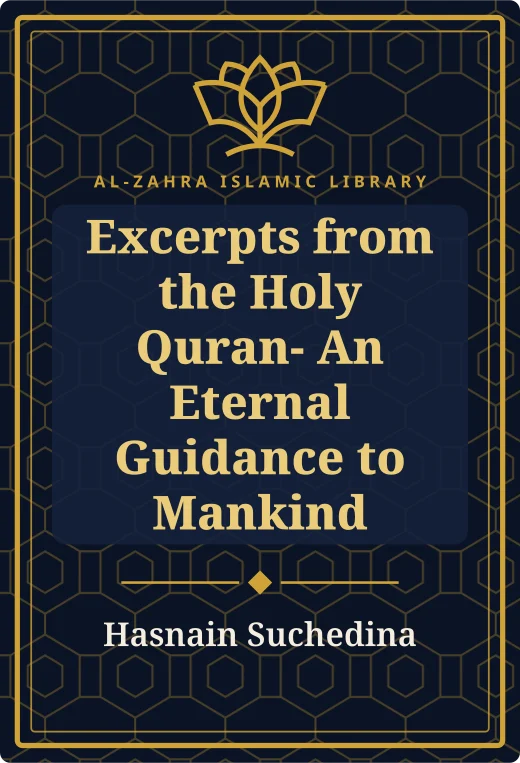 AL-ZAHRA ISLAMIC LIBRARY
Excerpts from
the Holy
Quran- An
Eternal
Guidance to
Mankind
Hasnain Suchedina